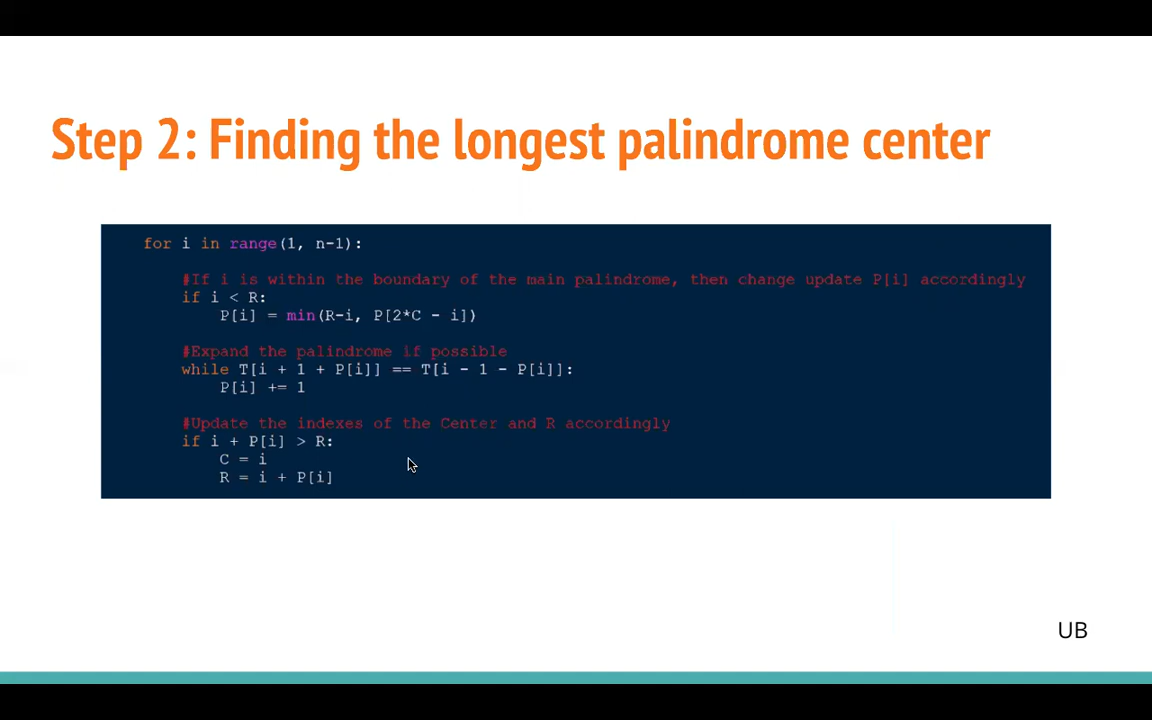 Step 2: Finding the longest palindrome center
for i in range(1, n-1):
#If i is within the boundary of the main palindrome, then change update P[i] accordingly
if i < R:
P[i] = min(R-i, P[2*C - i])
#Expand the palindrome if possible
while T[i + 1 + P[i]] == T[i - 1 - P[i]]:
P[i] += 1
#Update the indexes of the Center and R accordingly
if i + P[i] > R:
C = i
R = i + P[i]
UB